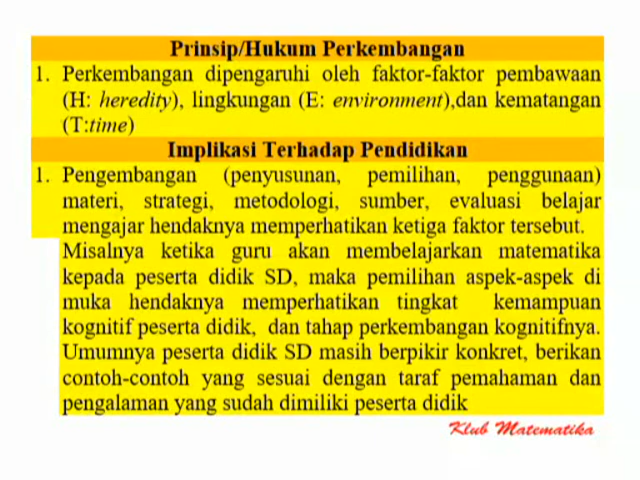 Prinsip/Hukum Perkembangan
1. Perkembangan dipengaruhi oleh faktor-faktor pembawaan
(H: heredity), lingkungan (E: environment),dan kematangan
(T:time)
Implikasi Terhadap Pendidikan
1. Pengembangan (penyusunan, pemilihan, penggunaan)
materi, strategi, metodologi, sumber, evaluasi belajar
mengajar hendaknya memperhatikan ketiga faktor tersebut.
Misalnya ketika guru akan membelajarkan matematika
kepada peserta didik SD, maka pemilihan aspek-aspek di
muka hendaknya memperhatikan tingkat kemampuan
kognitif peserta didik, dan tahap perkembangan kognitifnya.
Umumnya peserta didik SD masih berpikir konkret, berikan
contoh-contoh yang sesuai dengan taraf pemahaman dan
pengalaman yang sudah dimiliki peserta didik
Klub Matematika